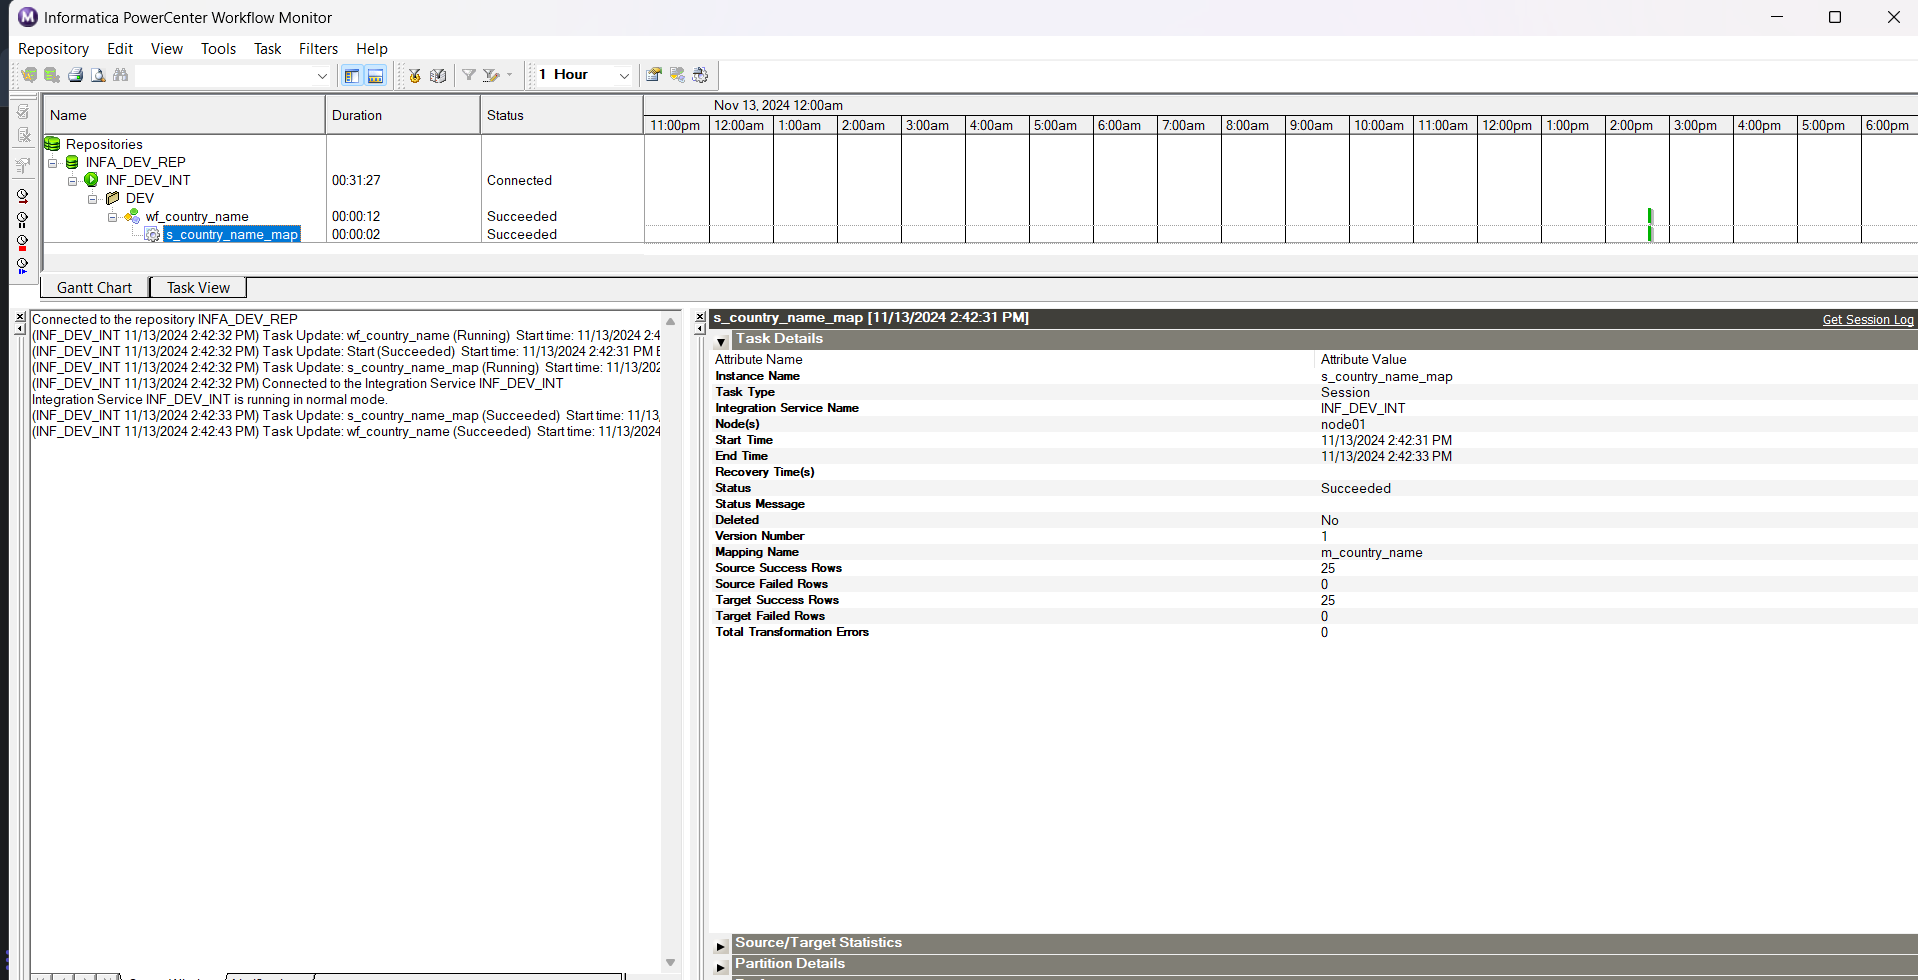 Informatica PowerCenter Workflow Monitor
Repository Edit View Tools Task Filters Help
1 Hour
Name Duration Status
Nov 13, 2024 12:00am
11:00pm 12:00am 1:00am 2:00am 3:00am 4:00am 5:00am 6:00am 7:00am 8:00am 9:00am 10:00am 11:00am 12:00pm 1:00pm 2:00pm 3:00pm 4:00pm 5:00pm 6:00pm
Repositories
INFA_DEV_REP
INF_DEV_INT 00:31:27 Connected
DEV
wf_country_name 00:00:12 Succeeded
s_country_name_map 00:00:02 Succeeded
Gantt Chart Task View
Connected to the repository INFA_DEV_REP
(INF_DEV_INT 11/13/2024 2:42:32 PM) Task Update: wf_country_name (Running) Start time: 11/13/2024 2:4
(INF_DEV_INT 11/13/2024 2:42:32 PM) Task Update: Start (Succeeded) Start time: 11/13/2024 2:42:31 PM E
(INF_DEV_INT 11/13/2024 2:42:32 PM) Task Update: s_country_name_map (Running) Start time: 11/13/202
(INF_DEV_INT 11/13/2024 2:42:32 PM) Connected to the Integration Service INF_DEV_INT
Integration Service INF_DEV_INT is running in normal mode.
(INF_DEV_INT 11/13/2024 2:42:33 PM) Task Update: s_country_name_map (Succeeded) Start time: 11/13,
(INF_DEV_INT 11/13/2024 2:42:43 PM) Task Update: wf_country_name (Succeeded) Start time: 11/13/2024
s_country_name_map [11/13/2024 2:42:31 PM]
Get Session Log
Task Details
Attribute Name Attribute Value
Instance Name s_country_name_map
Task Type Session
Integration Service Name INF_DEV_INT
Node(s) node01
Start Time 11/13/2024 2:42:31 PM
End Time 11/13/2024 2:42:33 PM
Recovery Time(s)
Status Succeeded
Status Message
Deleted No
Version Number 1
Mapping Name m_country_name
Source Success Rows 25
Source Failed Rows 0
Target Success Rows 25
Target Failed Rows 0
Total Transformation Errors 0
Source/Target Statistics
Partition Details